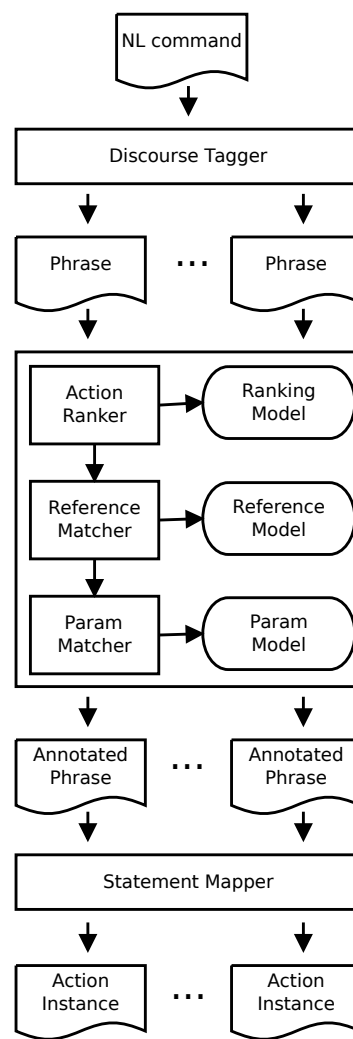 NL command
Discourse Tagger
Phrase ... Phrase
Action
Ranker
Ranking
Model
Reference
Matcher
Reference
Model
Param
Matcher
Param
Model
Annotated
Phrase
...
Annotated
Phrase
Statement Mapper
Action
Instance
...
Action
Instance